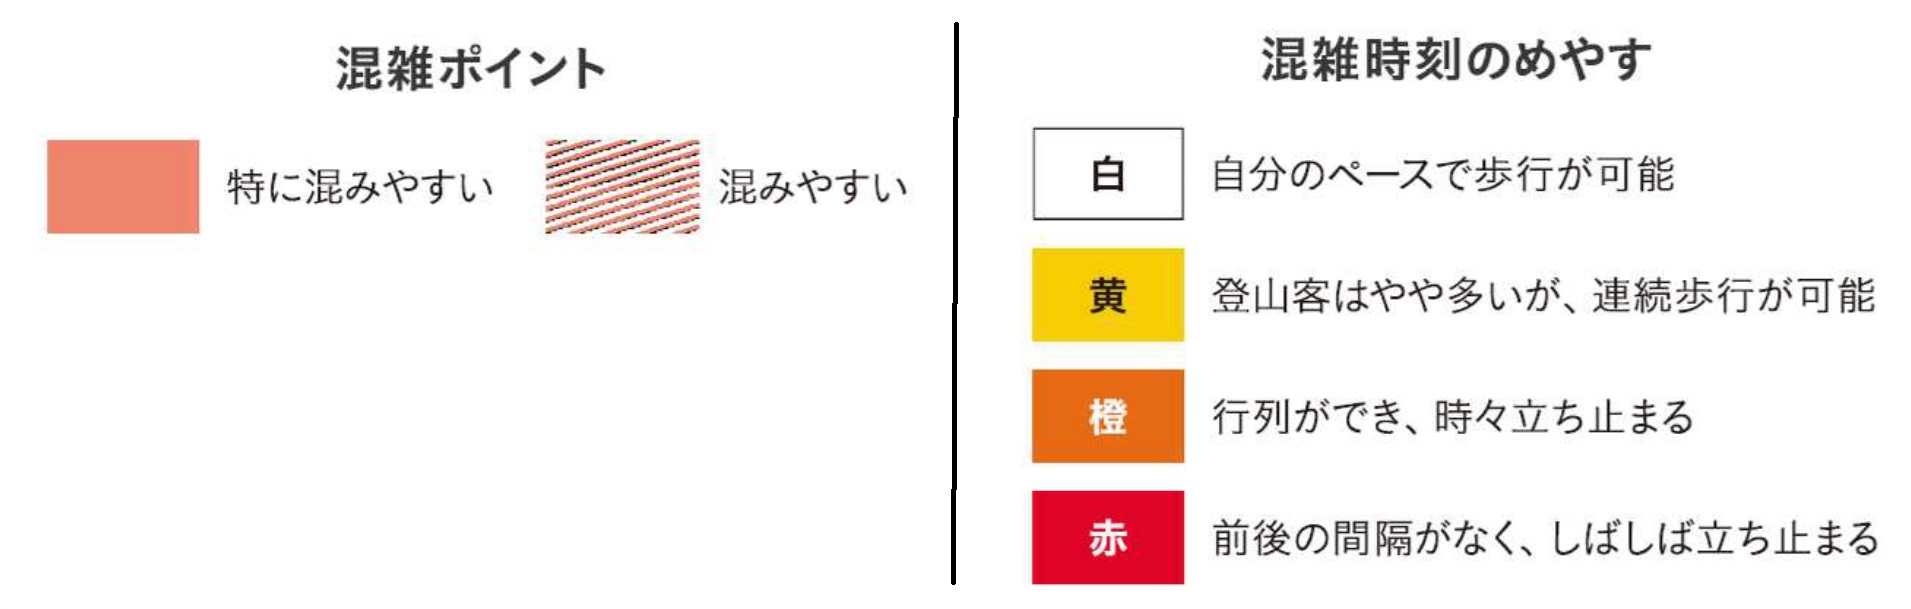 混雑ポイント
特に混みやすい
混みやすい
混雑時刻のめやす
白 自分のペースで歩行が可能
黄 登山客はやや多いが、連続歩行が可能
橙 行列ができ、時々立ち止まる
赤 前後の間隔がなく、しばしば立ち止まる